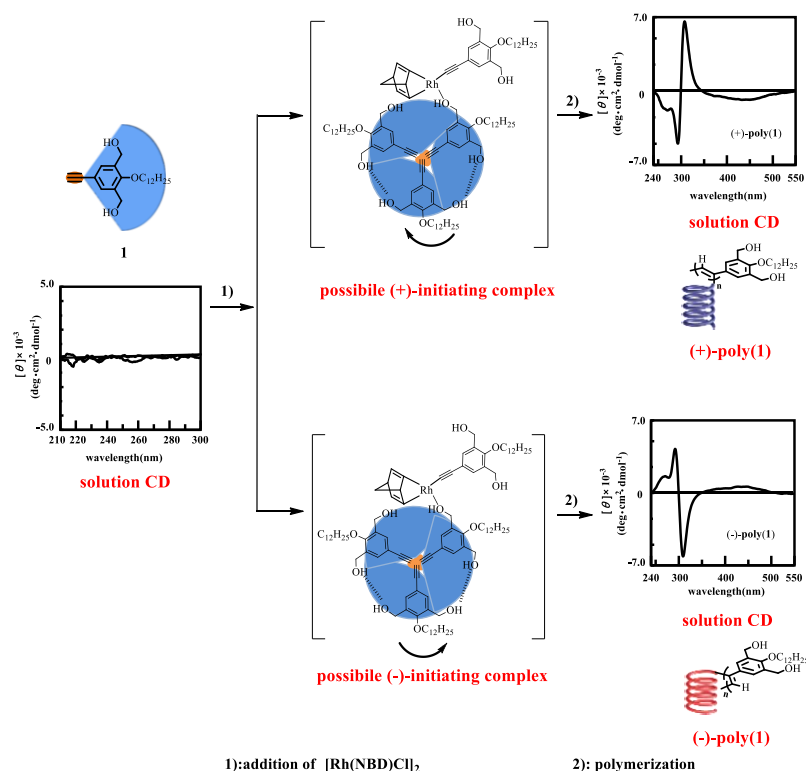 HO
OC12H25
HO
1
5.0
0
−5.0
[θ]× 10-3
(deg·cm2·dmol-1)
210 220 240 260 280 300
wavelength(nm)
solution CD
1)
HO
OC12H25
OH
Rh
OH
HO
C12H25O
OC12H25
OH
OH
HO
OH
C12H25O
possibile (+)-initiating complex
2)
7.0
0
-7.0
[θ]× 10-3
(deg·cm2·dmol-1)
(+)-poly(1)
240 300 400 500 550
wavelength(nm)
solution CD
OH
H
OC12H25
n
OH
(+)-poly(1)
HO
OC12H25
OH
Rh
OH
HO
C12H25O
OC12H25
OH
HO
OH
OC12H25
possibile (-)-initiating complex
2)
7.0
0
-7.0
[θ]× 10-3
(deg·cm2·dmol-1)
(-)-poly(1)
240 300 400 500 550
wavelength(nm)
solution CD
OH
OC12H25
OH
n
H
(-)-poly(1)
1):addition of [Rh(NBD)Cl]2
2): polymerization